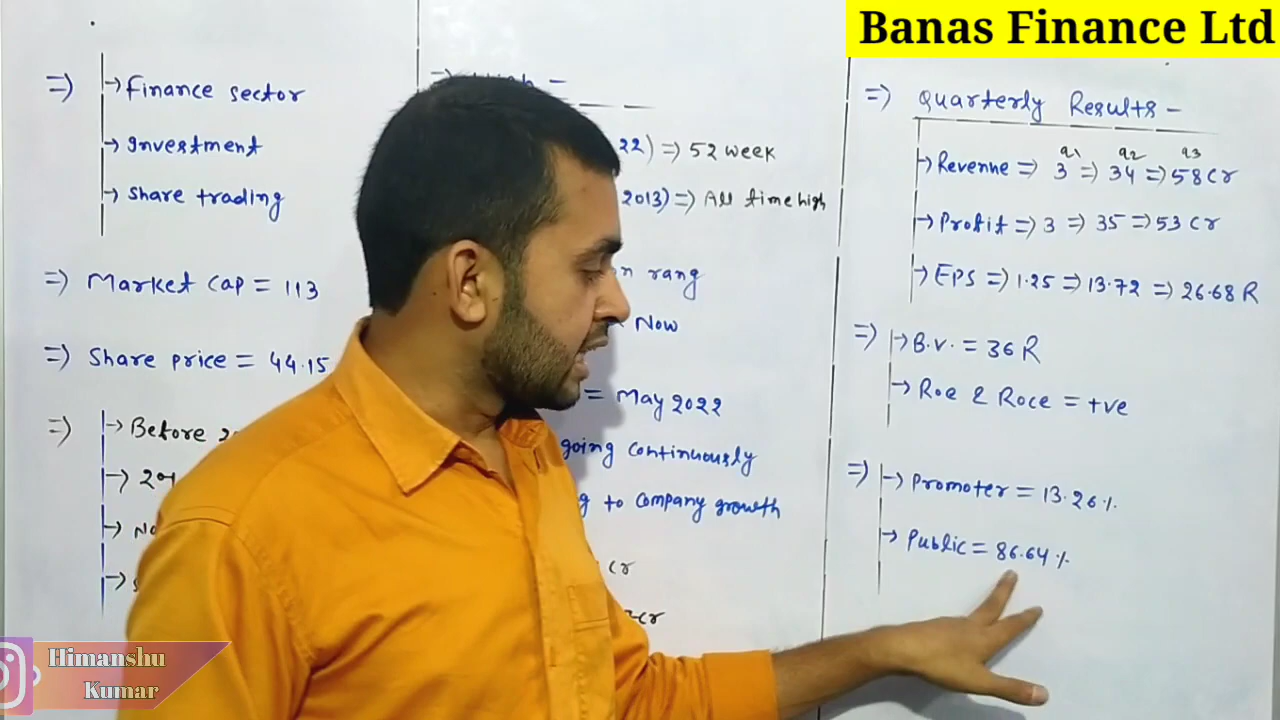 Banas Finance Ltd
=> → Finance sector
→ Investment
→ Share trading
=> Market cap = 113
=> Share price = 44.15
=> → Before
→
→
→
→ High -
22) => 52 week
2013) => All time high
rang
Now
= May 2022
going continuously
to company growth
cr
cr
=> Quarterly Results -
q1 q2 q3
→ Revenue => 3 => 34 => 58 Cr
→ Profit => 3 => 35 => 53 Cr
→ EPS => 1.25 => 13.72 => 26.68 R
=> → B.V. = 36 R
→ Roe & Roce = +ve
=> → Promoter = 13.26%.
→ Public = 86.64%
Himanshu
Kumar